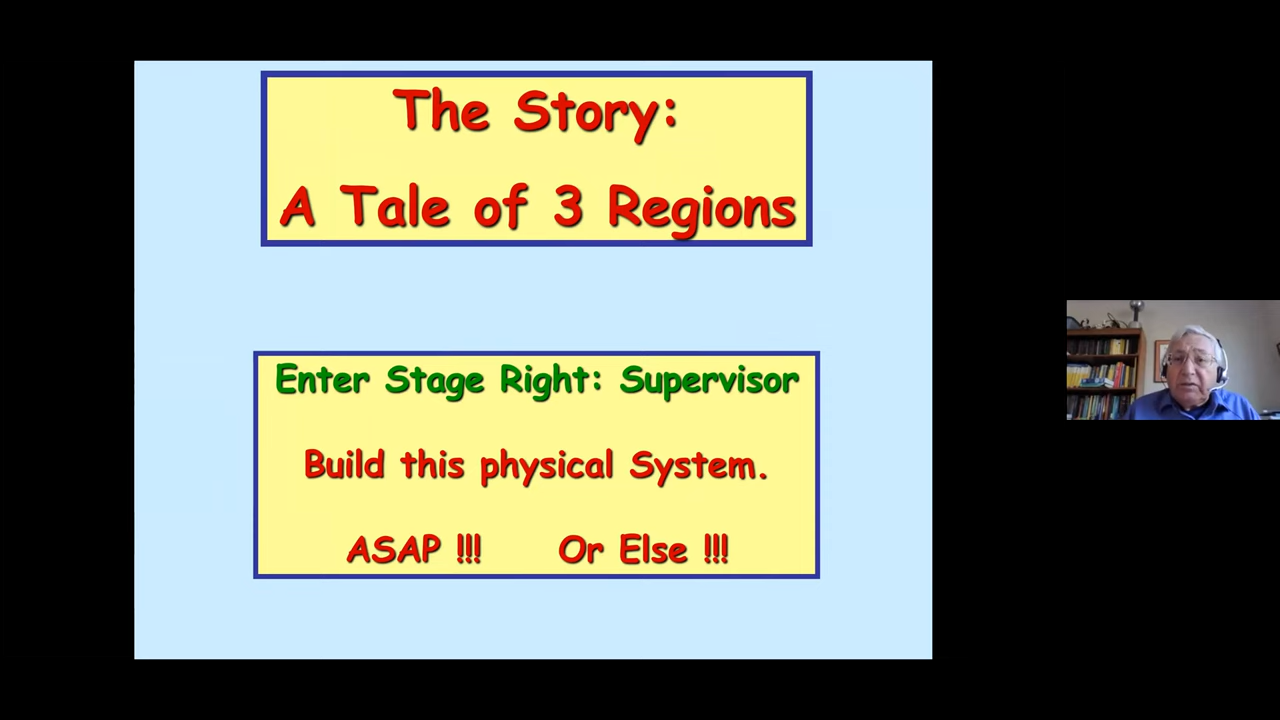 The Story:
A Tale of 3 Regions
Enter Stage Right: Supervisor
Build this physical System.
ASAP !!! Or Else !!!